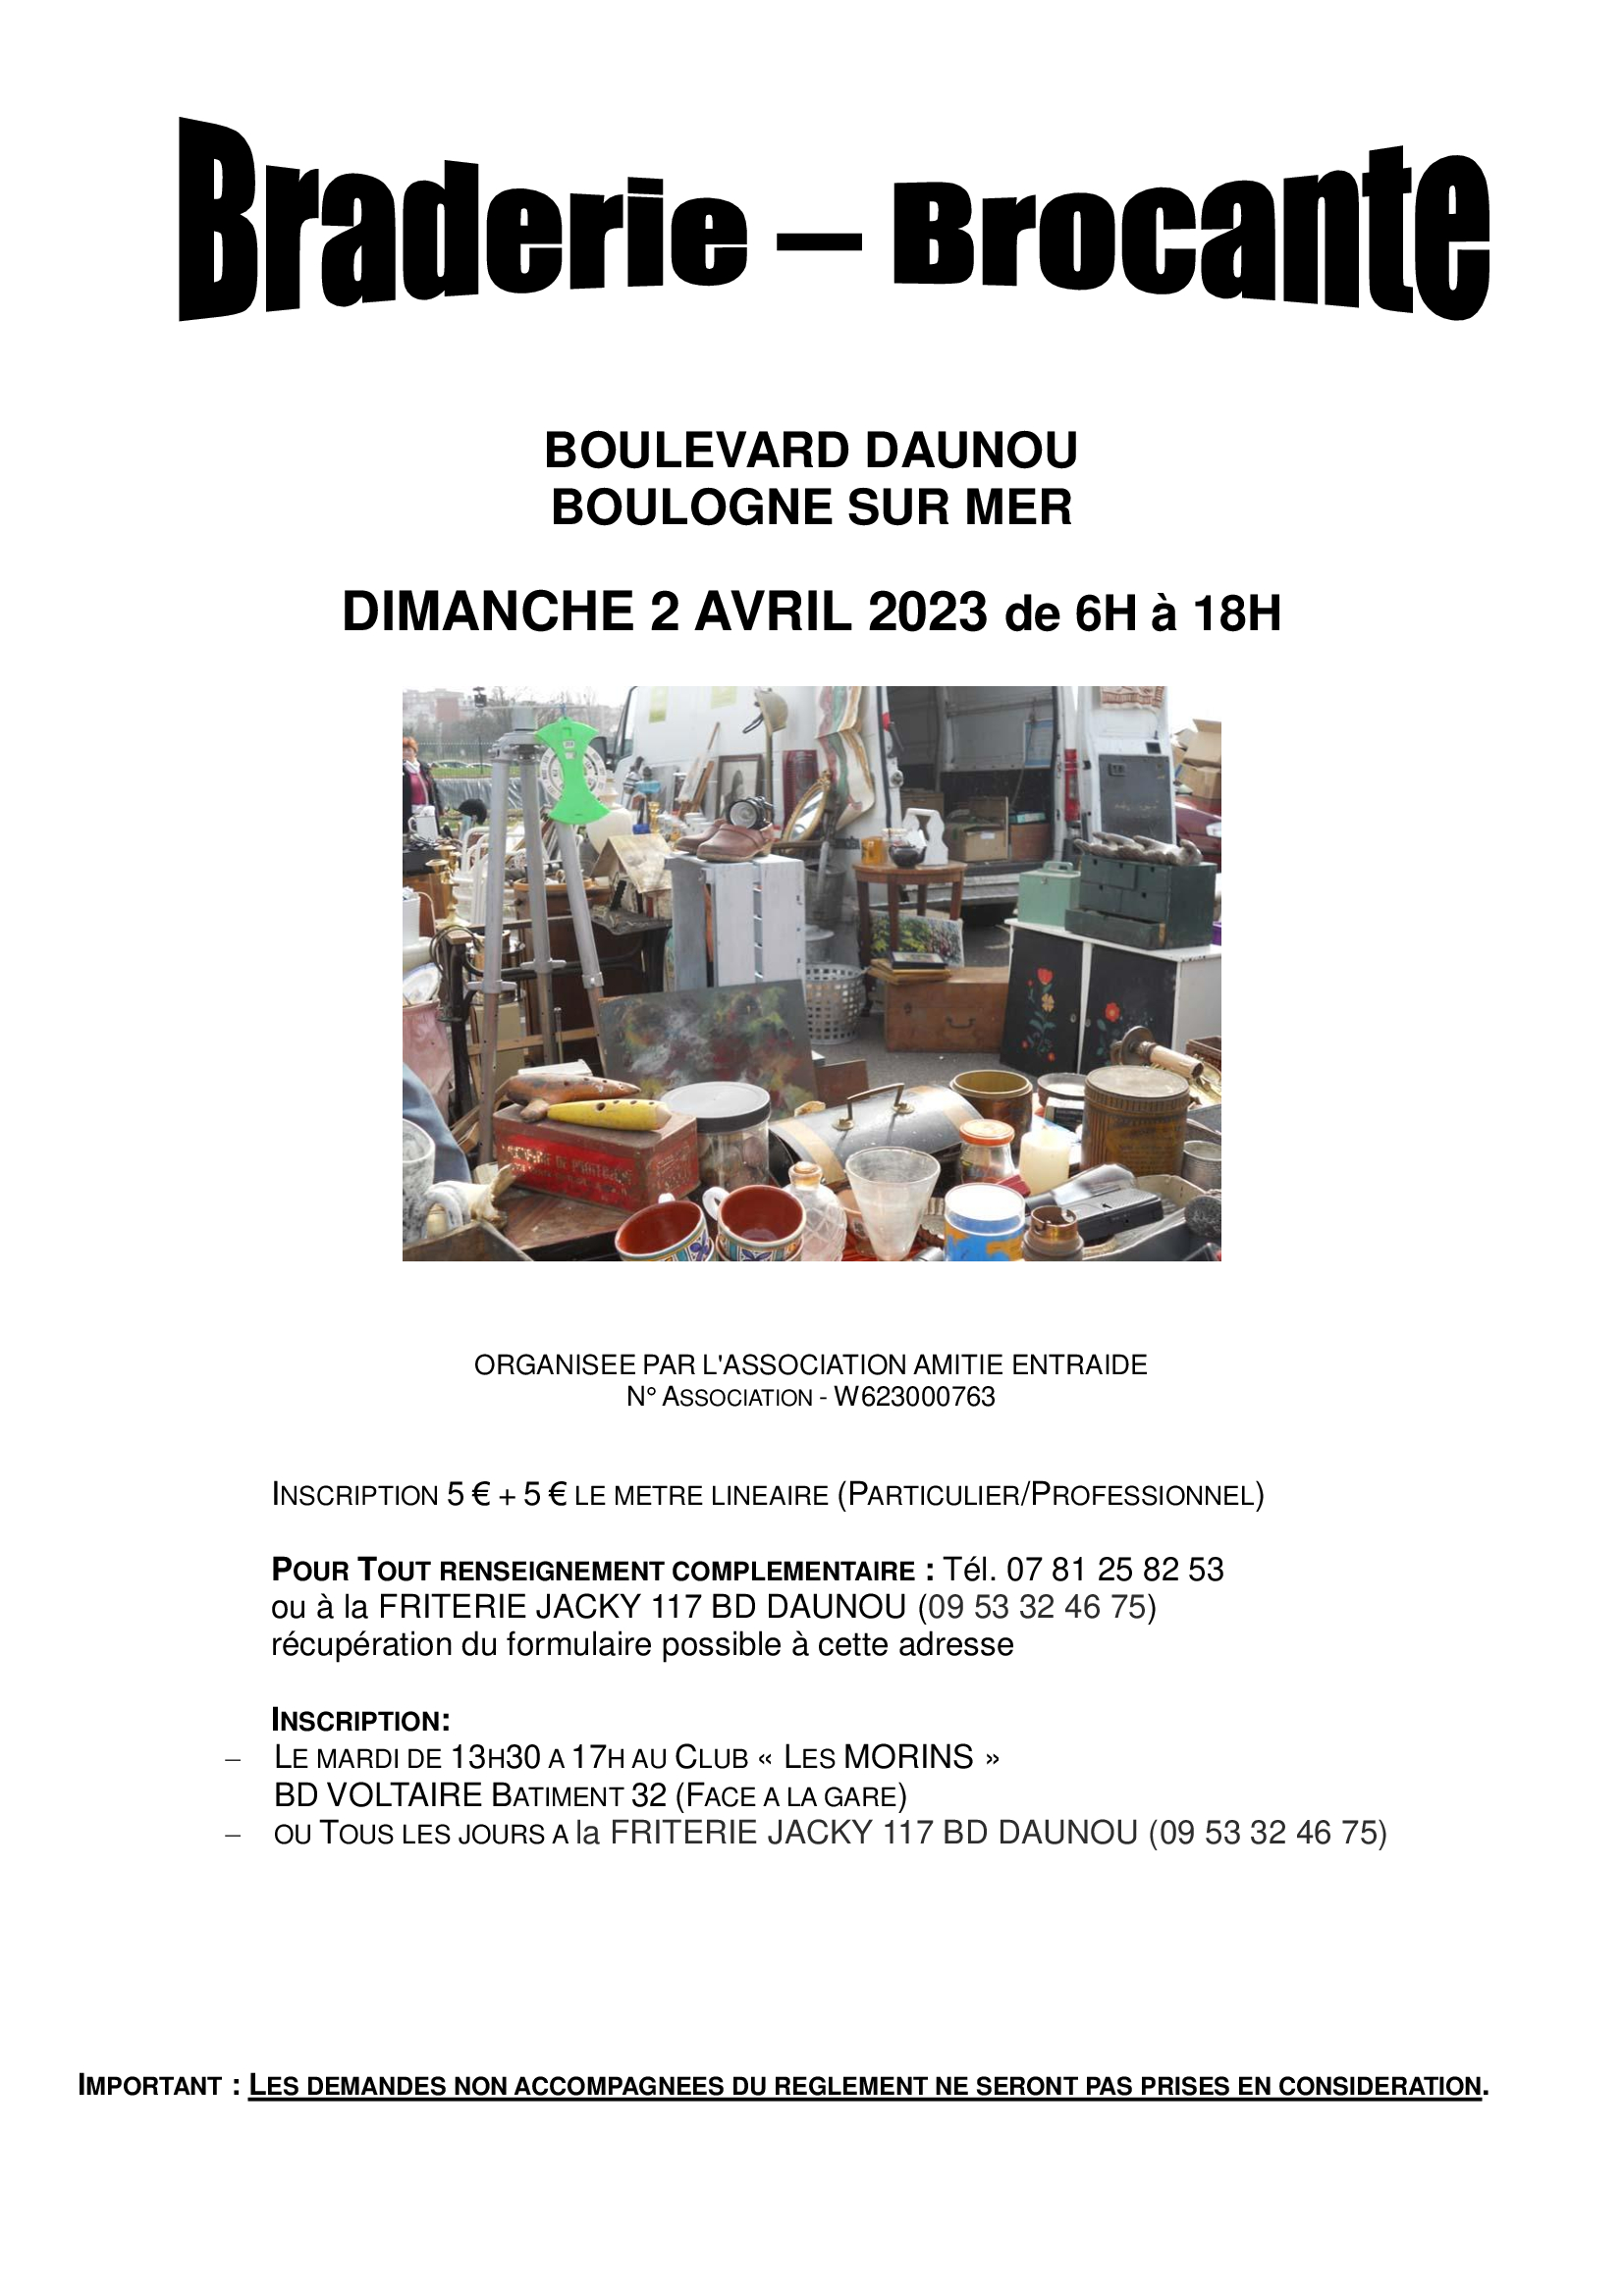 Braderie – Brocante
BOULEVARD DAUNOU
BOULOGNE SUR MER
DIMANCHE 2 AVRIL 2023 de 6H à 18H
ORGANISEE PAR L'ASSOCIATION AMITIE ENTRAIDE
N° ASSOCIATION - W623000763
INSCRIPTION 5 € + 5 € LE METRE LINEAIRE (PARTICULIER/PROFESSIONNEL)
POUR TOUT RENSEIGNEMENT COMPLEMENTAIRE : Tél. 07 81 25 82 53
ou à la FRITERIE JACKY 117 BD DAUNOU (09 53 32 46 75)
récupération du formulaire possible à cette adresse
INSCRIPTION:
– LE MARDI DE 13H30 A 17H AU CLUB « LES MORINS »
BD VOLTAIRE BATIMENT 32 (FACE A LA GARE)
– OU TOUS LES JOURS A la FRITERIE JACKY 117 BD DAUNOU (09 53 32 46 75)
IMPORTANT : LES DEMANDES NON ACCOMPAGNEES DU REGLEMENT NE SERONT PAS PRISES EN CONSIDERATION.